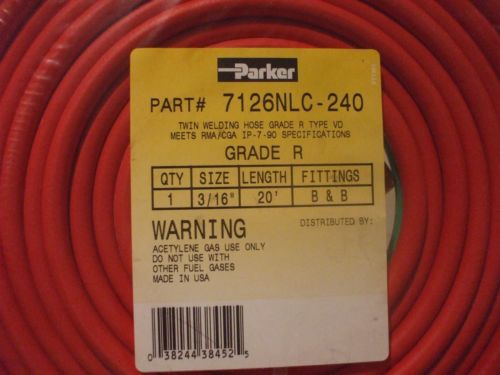 Parker
PART# 7126NLC-240
TWIN WELDING HOSE GRADE R TYPE VD
MEETS RMA/CGA IP-7-90 SPECIFICATIONS
GRADE R
QTY SIZE LENGTH FITTINGS
1 3/16" 20' B & B
WARNING
DISTRIBUTED BY:
ACETYLENE GAS USE ONLY
DO NOT USE WITH
OTHER FUEL GASES
MADE IN USA
0 38244 38452 5